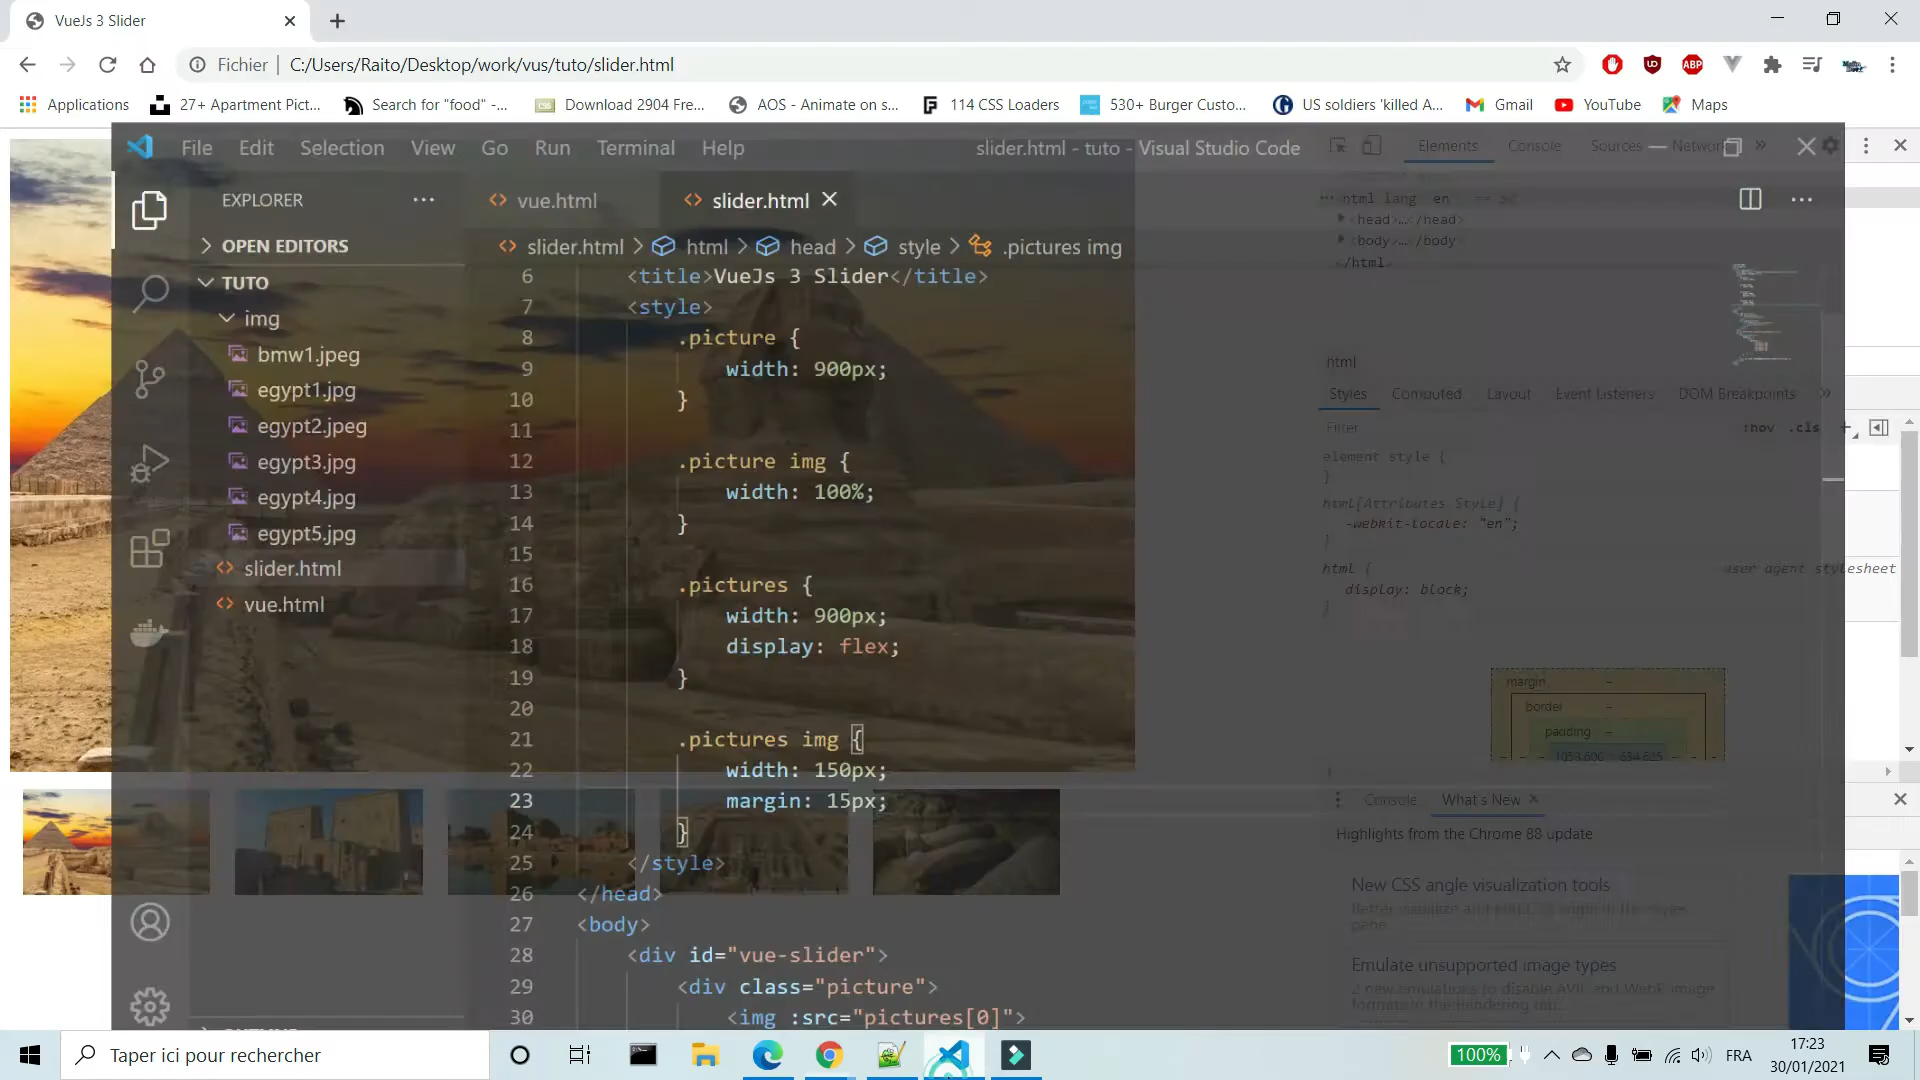 VueJs 3 Slider
Fichier | C:/Users/Raito/Desktop/work/vus/tuto/slider.html
Applications 27+ Apartment Pict... Search for "food" -... Download 2904 Fre... AOS - Animate on s... 114 CSS Loaders 530+ Burger Custo... US soldiers 'killed A... Gmail YouTube Maps
File Edit Selection View Go Run Terminal Help slider.html - tuto - Visual Studio Code
Elements Console Sources Networ
EXPLORER
vue.html slider.html
OPEN EDITORS
slider.html > html > head > style > .pictures img
TUTO
img
bmw1.jpeg
egypt1.jpg
egypt2.jpeg
egypt3.jpg
egypt4.jpg
egypt5.jpg
slider.html
vue.html
6 <title>VueJs 3 Slider</title>
7 <style>
8 .picture {
9 width: 900px;
10 }
11
12 .picture img {
13 width: 100%;
14 }
15
16 .pictures {
17 width: 900px;
18 display: flex;
19 }
20
21 .pictures img {
22 width: 150px;
23 margin: 15px;
24 }
25 </style>
26 </head>
27 <body>
28 <div id="vue-slider">
29 <div class="picture">
30 <img :src="pictures[0]">
<head>…</head>
<body>…</body>
</html>
html
Styles Computed Layout Event Listeners DOM Breakpoints
Filter :hov .cls
element.style {
}
html[Attributes Style] {
-webkit-locale: "en";
}
html {
user agent stylesheet
display: block;
}
margin –
border –
padding –
Console What's New
Highlights from the Chrome 88 update
New CSS angle visualization tools
Emulate unsupported image types
Taper ici pour rechercher
100%
FRA
17:23
30/01/2021